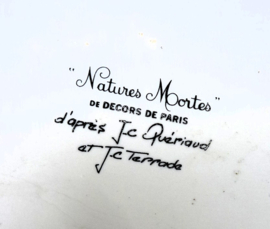 "Natures Mortes"
DE DECORS DE PARIS
d'après J-C Quériaud
et J-C Terrade